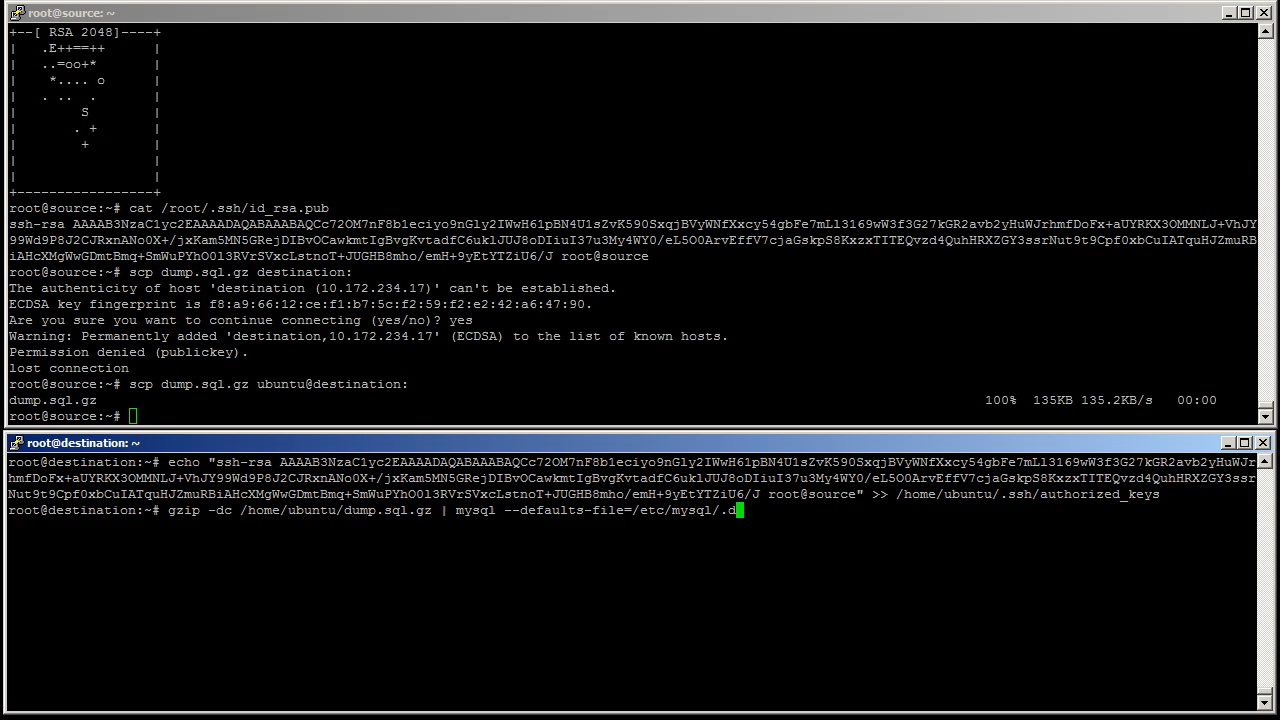 root@source: ~
+--[ RSA 2048]----+
|   .E++==++      |
|   ..=oo+*       |
|    *.... o      |
|   . ..  .       |
|        S        |
|       . +       |
|        +        |
|                 |
|                 |
+-----------------+
root@source:~# cat /root/.ssh/id_rsa.pub
ssh-rsa AAAAB3NzaC1yc2EAAAADAQABAAABAQCc72OM7nF8b1eciyo9nGly2IWwH61pBN4U1sZvK590SxqjBVyWNfXxcy54gbFe7mLl3169wW3f3G27kGR2avb2yHuWJrhmfDoFx+aUYRKX3OMMNLJ+VhJY
99Wd9P8J2CJRxnANo0X+/jxKam5MN5GRejDIBvOCawkmtIgBvgKvtadfC6uklJUJ8oDIuiI37u3My4WY0/eL5O0ArvEffV7cjaGskpS8KxzxTITEQvzd4QuhHRXZGY3ssrNut9t9Cpf0xbCuIATquHJZmuRB
iAHcXMgWwGDmtBmq+SmWuPYhO0l3RVrSVxcLstnoT+JUGHB8mho/emH+9yEtYTZiU6/J root@source
root@source:~# scp dump.sql.gz destination:
The authenticity of host 'destination (10.172.234.17)' can't be established.
ECDSA key fingerprint is f8:a9:66:12:ce:f1:b7:5c:f2:59:f2:e2:42:a6:47:90.
Are you sure you want to continue connecting (yes/no)? yes
Warning: Permanently added 'destination,10.172.234.17' (ECDSA) to the list of known hosts.
Permission denied (publickey).
lost connection
root@source:~# scp dump.sql.gz ubuntu@destination:
dump.sql.gz 100% 135KB 135.2KB/s 00:00
root@source:~#
root@destination: ~
root@destination:~# echo "ssh-rsa AAAAB3NzaC1yc2EAAAADAQABAAABAQCc72OM7nF8b1eciyo9nGly2IWwH61pBN4U1sZvK590SxqjBVyWNfXxcy54gbFe7mLl3169wW3f3G27kGR2avb2yHuWJr
hmfDoFx+aUYRKX3OMMNLJ+VhJY99Wd9P8J2CJRxnANo0X+/jxKam5MN5GRejDIBvOCawkmtIgBvgKvtadfC6uklJUJ8oDIuiI37u3My4WY0/eL5O0ArvEffV7cjaGskpS8KxzxTITEQvzd4QuhHRXZGY3ssr
Nut9t9Cpf0xbCuIATquHJZmuRBiAHcXMgWwGDmtBmq+SmWuPYhO0l3RVrSVxcLstnoT+JUGHB8mho/emH+9yEtYTZiU6/J root@source" >> /home/ubuntu/.ssh/authorized_keys
root@destination:~# gzip -dc /home/ubuntu/dump.sql.gz | mysql --defaults-file=/etc/mysql/.d